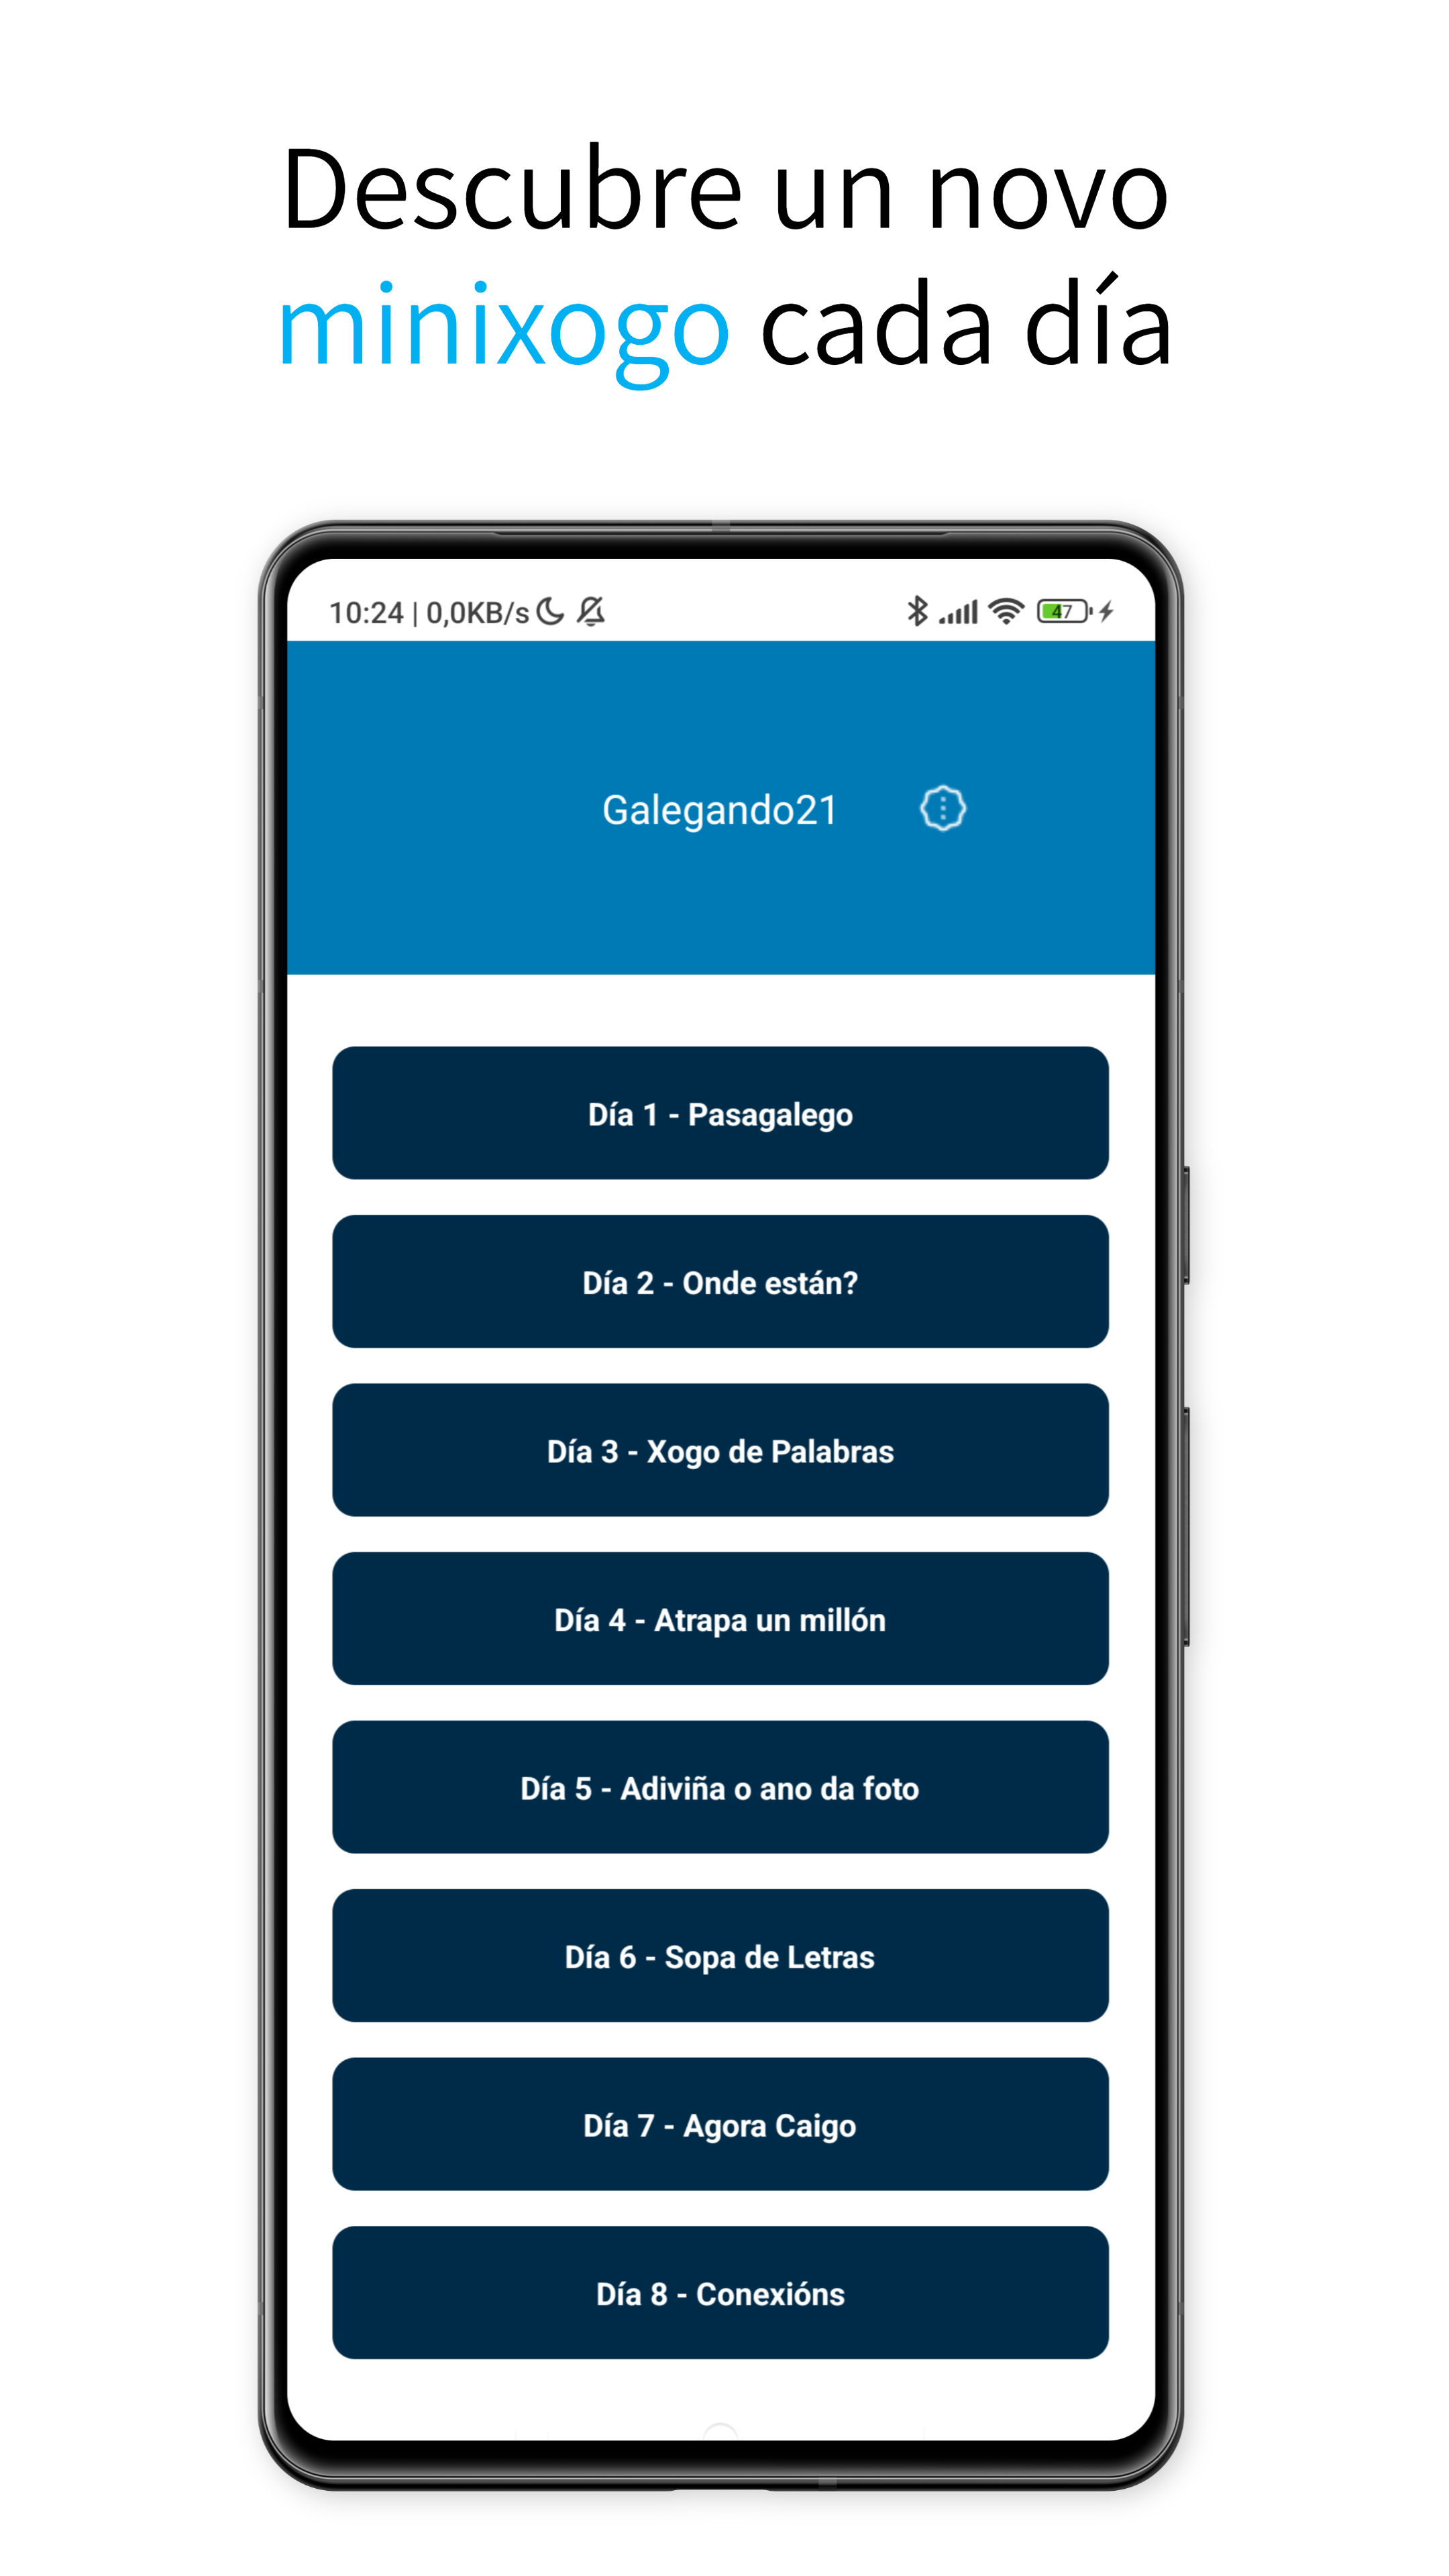 Descubre un novo
minixogo cada día
10:24 | 0,0KB/s
47
Galegando21
Día 1 - Pasagalego
Día 2 - Onde están?
Día 3 - Xogo de Palabras
Día 4 - Atrapa un millón
Día 5 - Adiviña o ano da foto
Día 6 - Sopa de Letras
Día 7 - Agora Caigo
Día 8 - Conexións